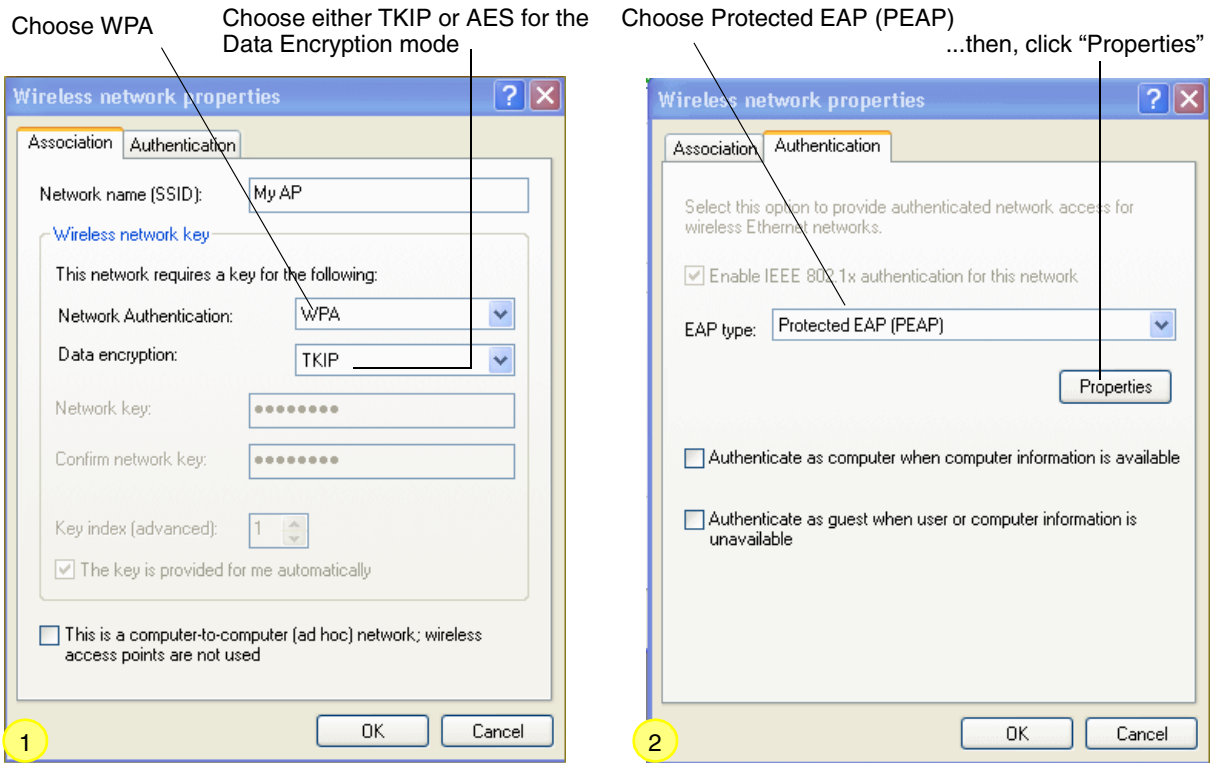 Choose WPA
Choose either TKIP or AES for the
Data Encryption mode
Choose Protected EAP (PEAP)
...then, click “Properties”
Wireless network properties
Association
Authentication
Network name (SSID):
My AP
Wireless network key
This network requires a key for the following:
Network Authentication:
WPA
Data encryption:
TKIP
Network key:
••••••••
Confirm network key:
••••••••
Key index (advanced):
1
The key is provided for me automatically
This is a computer-to-computer (ad hoc) network; wireless
access points are not used
OK
Cancel
1
Wireless network properties
Association
Authentication
Select this option to provide authenticated network access for
wireless Ethernet networks.
Enable IEEE 802.1x authentication for this network
EAP type:
Protected EAP (PEAP)
Properties
Authenticate as computer when computer information is available
Authenticate as guest when user or computer information is
unavailable
OK
Cancel
2